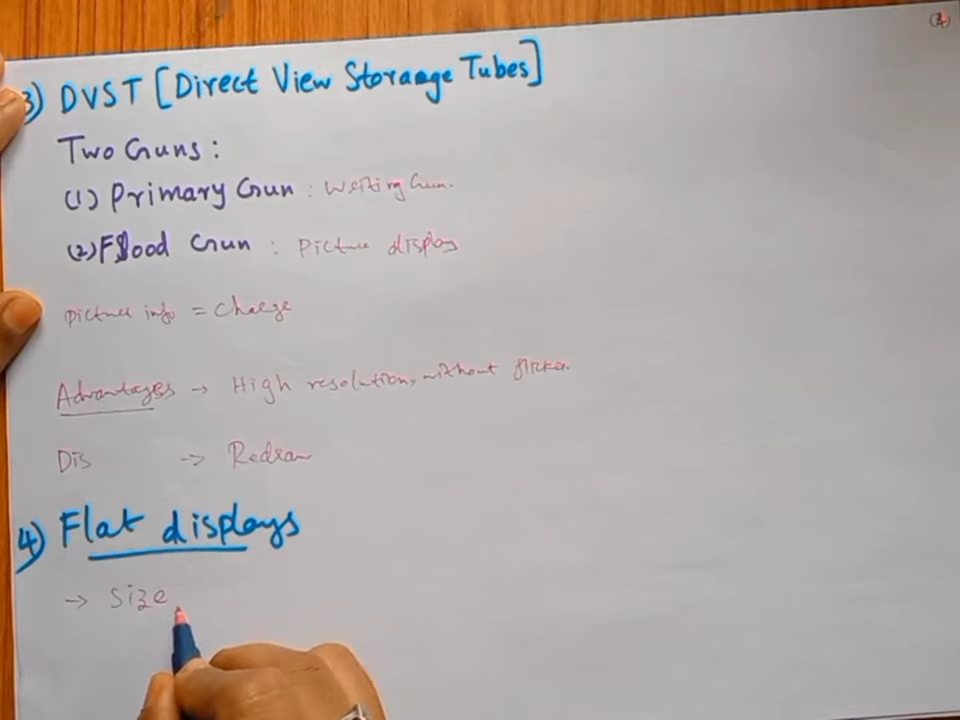 3) DVST [Direct View Storaage Tubes]
Two Guns:
(1) Primary Gun : Writing Gun.
(2) Flood Gun : Picture display
picture info = Charge
Advantages → High resolution, without flicker.
Dis → Redraw
4) Flat displays
→ Size